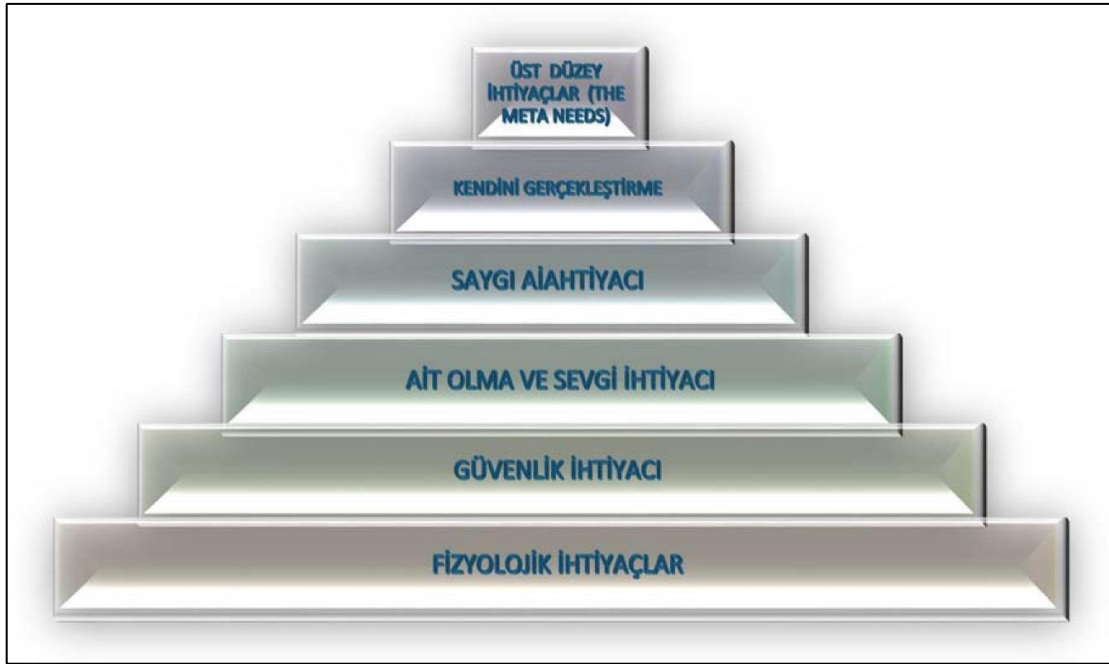 ÜST DÜZEY
İHTİYAÇLAR (THE
META NEEDS)
KENDİNİ GERÇEKLEŞTİRME
SAYGI AİAHTİYACI
AİT OLMA VE SEVGİ İHTİYACI
GÜVENLİK İHTİYACI
FİZYOLOJİK İHTİYAÇLAR